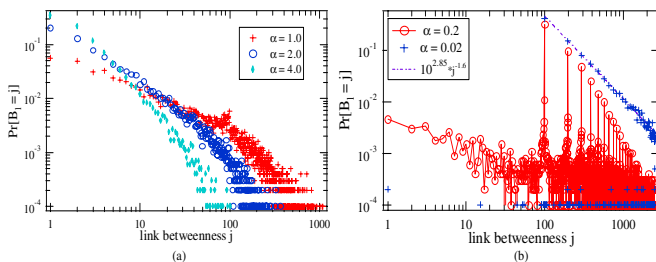 (a)
α = 1.0
α = 2.0
α = 4.0
Pr[B_l = j]
10^-1
10^-2
10^-3
10^-4
1
10
100
1000
link betweenness j
(a)
(b)
α = 0.2
α = 0.02
10^2.85*j^-1.6
Pr[B_l = j]
10^-1
10^-2
10^-3
10^-4
1
10
100
1000
link betweenness j
(b)